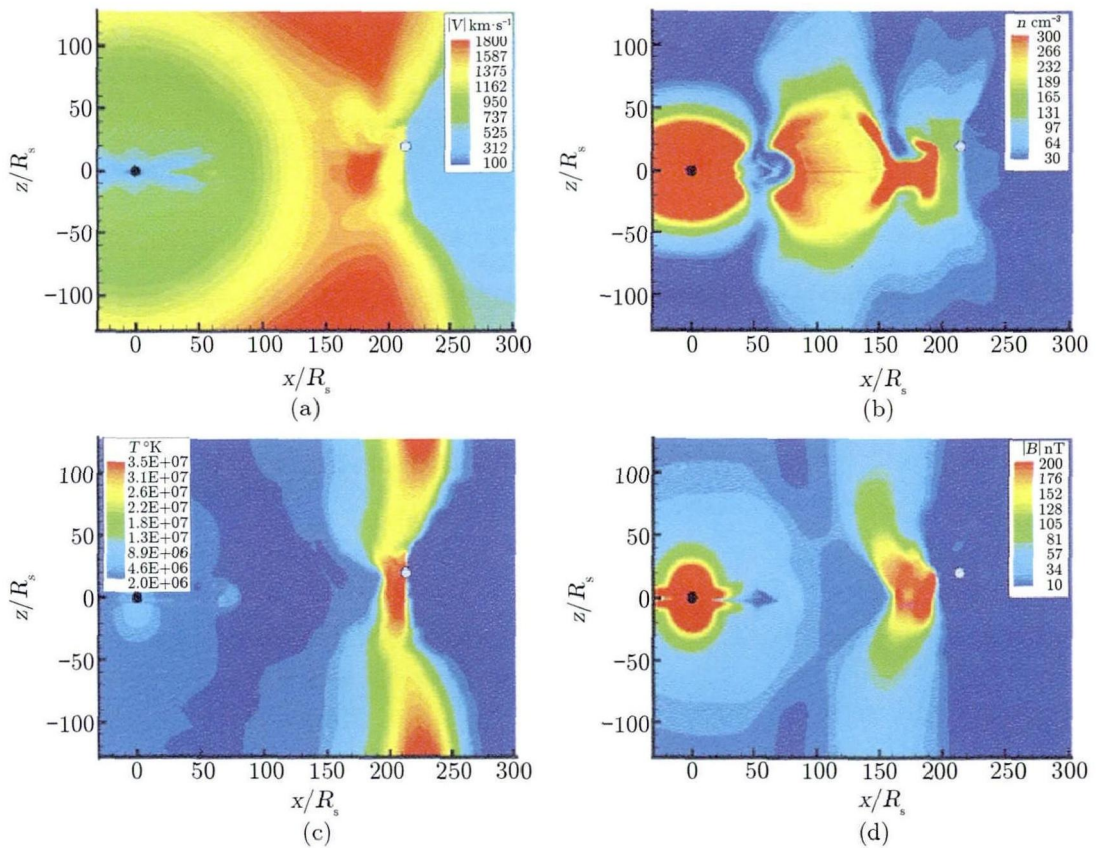 |V| km·s⁻¹
1800
1587
1375
1162
950
737
525
312
100
100
50
0
−50
−100
z/Rₛ
0 50 100 150 200 250 300
x/Rₛ
(a)
n cm⁻³
300
266
232
189
165
131
97
64
30
100
50
0
−50
−100
z/Rₛ
0 50 100 150 200 250 300
x/Rₛ
(b)
T °K
3.5E+07
3.1E+07
2.6E+07
2.2E+07
1.8E+07
1.3E+07
8.9E+06
4.6E+06
2.0E+06
100
50
0
−50
−100
z/Rₛ
0 50 100 150 200 250 300
x/Rₛ
(c)
|B| nT
200
176
152
128
105
81
57
34
10
100
50
0
−50
−100
z/Rₛ
0 50 100 150 200 250 300
x/Rₛ
(d)